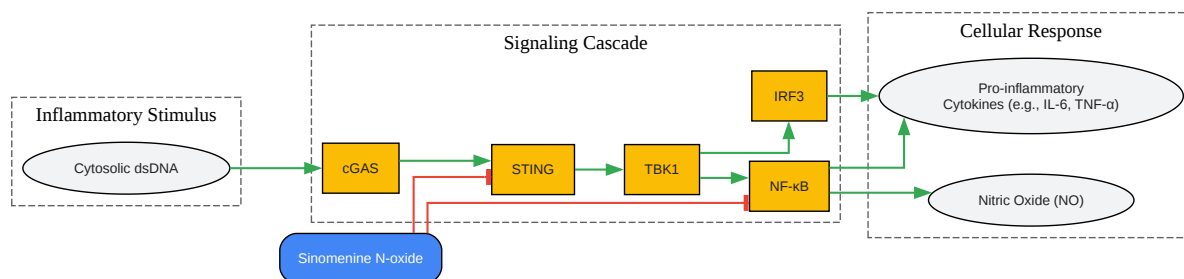 Inflammatory Stimulus
Cytosolic dsDNA
Signaling Cascade
cGAS
STING
TBK1
IRF3
NF-κB
Sinomenine N-oxide
Cellular Response
Pro-inflammatory
Cytokines (e.g., IL-6, TNF-α)
Nitric Oxide (NO)